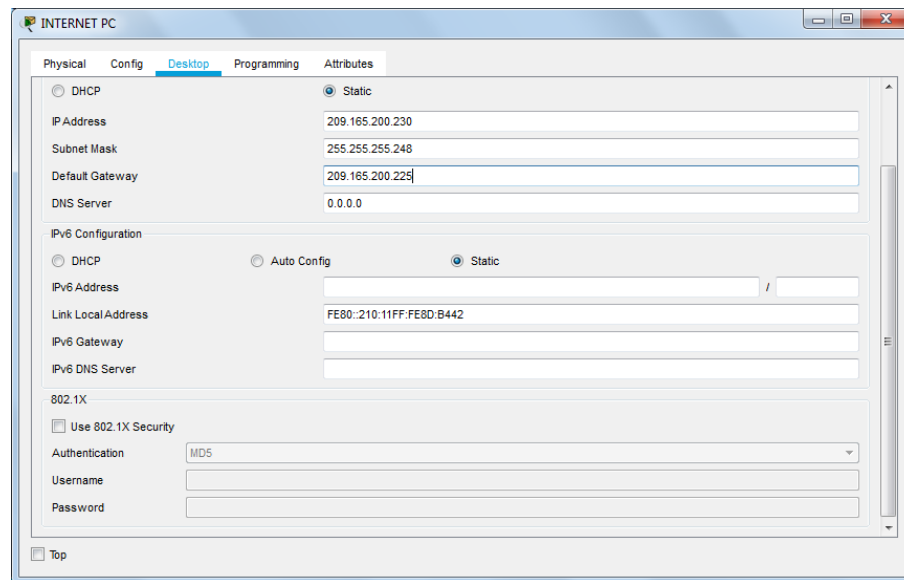 INTERNET PC
Physical Config Desktop Programming Attributes
DHCP Static
IP Address 209.165.200.230
Subnet Mask 255.255.255.248
Default Gateway 209.165.200.225
DNS Server 0.0.0.0
IPv6 Configuration
DHCP Auto Config Static
IPv6 Address /
Link Local Address FE80::210:11FF:FE8D:B442
IPv6 Gateway
IPv6 DNS Server
802.1X
Use 802.1X Security
Authentication MD5
Username
Password
Top